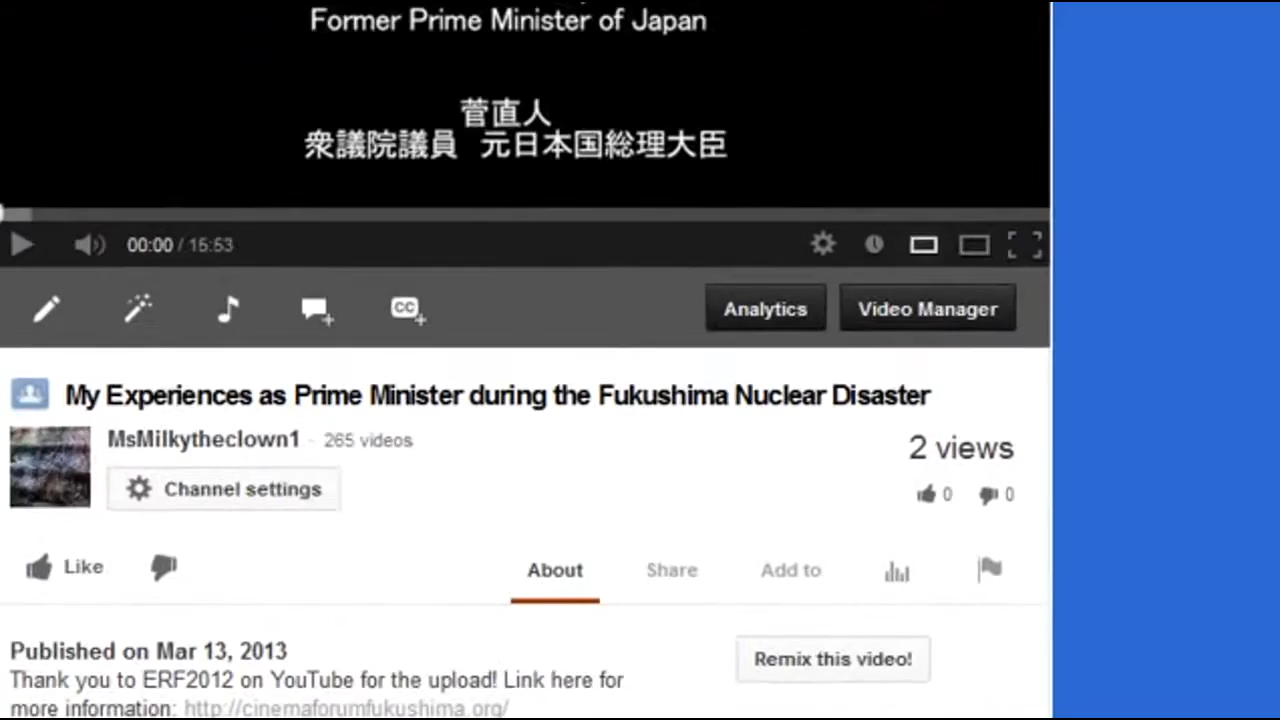 Former Prime Minister of Japan
菅直人
衆議院議員 元日本国総理大臣
00:00 / 15:53
CC
Analytics
Video Manager
My Experiences as Prime Minister during the Fukushima Nuclear Disaster
MsMilkytheclown1 - 265 videos
2 views
Channel settings
0 0
Like
About
Share
Add to
Published on Mar 13, 2013
Remix this video!
Thank you to ERF2012 on YouTube for the upload! Link here for
more information: http://cinemaforumfukushima.org/